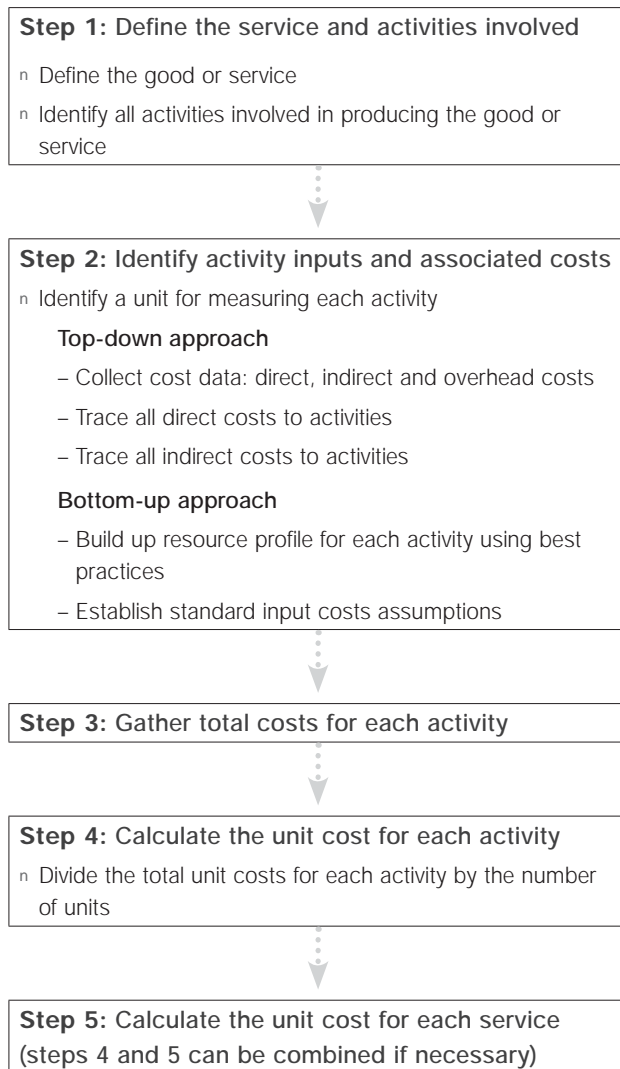 Step 1: Define the service and activities involved
n Define the good or service
n Identify all activities involved in producing the good or
service
Step 2: Identify activity inputs and associated costs
n Identify a unit for measuring each activity
Top-down approach
– Collect cost data: direct, indirect and overhead costs
– Trace all direct costs to activities
– Trace all indirect costs to activities
Bottom-up approach
– Build up resource profile for each activity using best
practices
– Establish standard input costs assumptions
Step 3: Gather total costs for each activity
Step 4: Calculate the unit cost for each activity
n Divide the total unit costs for each activity by the number
of units
Step 5: Calculate the unit cost for each service
(steps 4 and 5 can be combined if necessary)